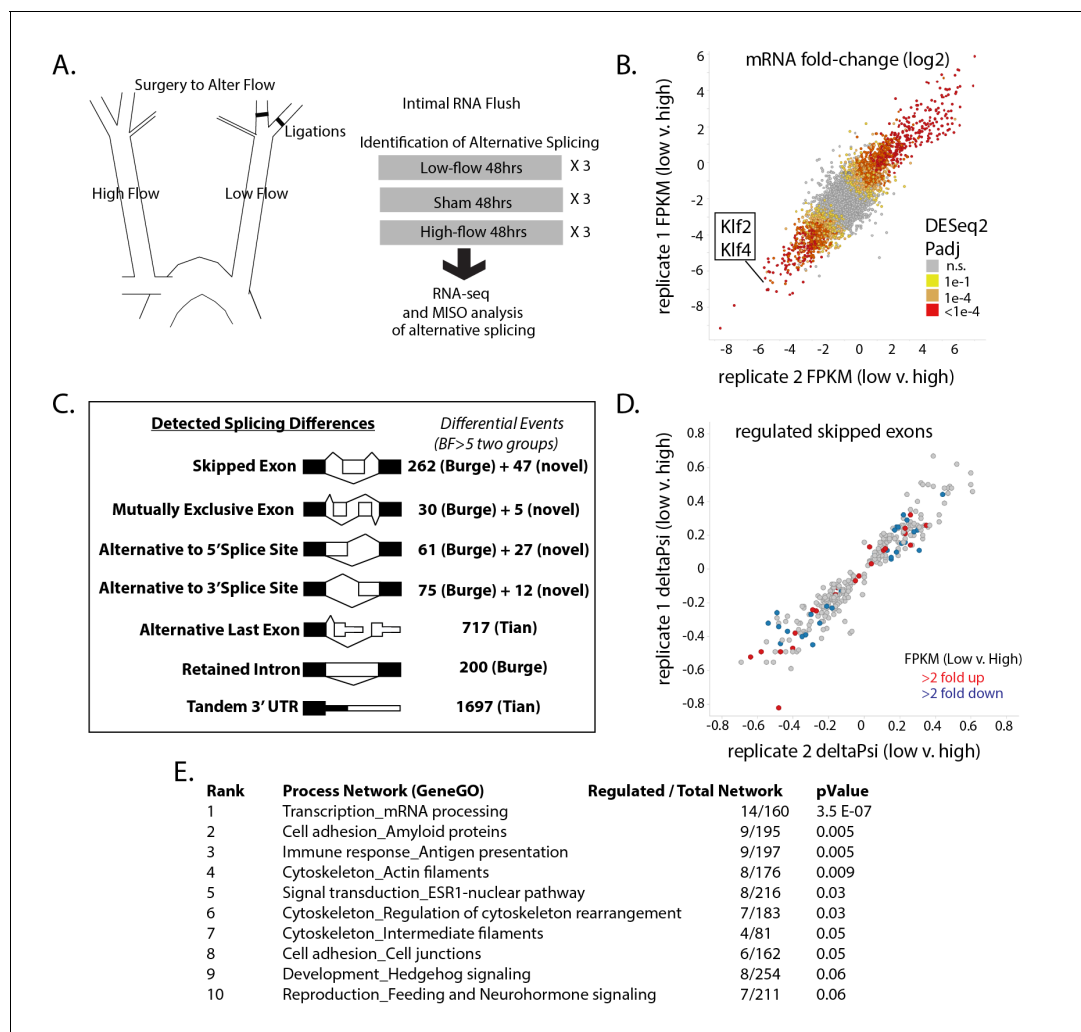 A.
Surgery to Alter Flow
Ligations
High Flow
Low Flow
Intimal RNA Flush
Identification of Alternative Splicing
Low-flow 48hrs X 3
Sham 48hrs X 3
High-flow 48hrs X 3
RNA-seq
and MISO analysis
of alternative splicing
B.
mRNA fold-change (log2)
replicate 1 FPKM (low v. high)
6
4
2
0
-2
-4
-6
-8
Klf2
Klf4
DESeq2
Padj
n.s.
1e-1
1e-4
<1e-4
-8 -6 -4 -2 0 2 4 6
replicate 2 FPKM (low v. high)
C.
Detected Splicing Differences
Differential Events
(BF>5 two groups)
Skipped Exon 262 (Burge) + 47 (novel)
Mutually Exclusive Exon 30 (Burge) + 5 (novel)
Alternative to 5'Splice Site 61 (Burge) + 27 (novel)
Alternative to 3'Splice Site 75 (Burge) + 12 (novel)
Alternative Last Exon 717 (Tian)
Retained Intron 200 (Burge)
Tandem 3' UTR 1697 (Tian)
D.
regulated skipped exons
replicate 1 deltaPsi (low v. high)
0.8
0.6
0.4
0.2
0
-0.2
-0.4
-0.6
-0.8
FPKM (Low v. High)
>2 fold up
>2 fold down
-0.8 -0.6 -0.4 -0.2 0 0.2 0.4 0.6 0.8
replicate 2 deltaPsi (low v. high)
E.
Rank Process Network (GeneGO) Regulated / Total Network pValue
1 Transcription_mRNA processing 14/160 3.5 E-07
2 Cell adhesion_Amyloid proteins 9/195 0.005
3 Immune response_Antigen presentation 9/197 0.005
4 Cytoskeleton_Actin filaments 8/176 0.009
5 Signal transduction_ESR1-nuclear pathway 8/216 0.03
6 Cytoskeleton_Regulation of cytoskeleton rearrangement 7/183 0.03
7 Cytoskeleton_Intermediate filaments 4/81 0.05
8 Cell adhesion_Cell junctions 6/162 0.05
9 Development_Hedgehog signaling 8/254 0.06
10 Reproduction_Feeding and Neurohormone signaling 7/211 0.06